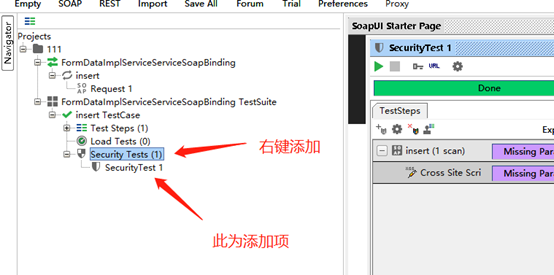 Empty SOAP REST Import Save All Forum Trial Preferences Proxy
Navigator
Projects
111
FormDataImplServiceServiceSoapBinding
insert
SOAP Request 1
FormDataImplServiceServiceSoapBinding TestSuite
insert TestCase
Test Steps (1)
Load Tests (0)
Security Tests (1)
SecurityTest 1
右键添加
此为添加项
SoapUI Starter Page
SecurityTest 1
URL
Done
TestSteps
Exp
insert (1 scan) Missing Par
Cross Site Scri Missing Par